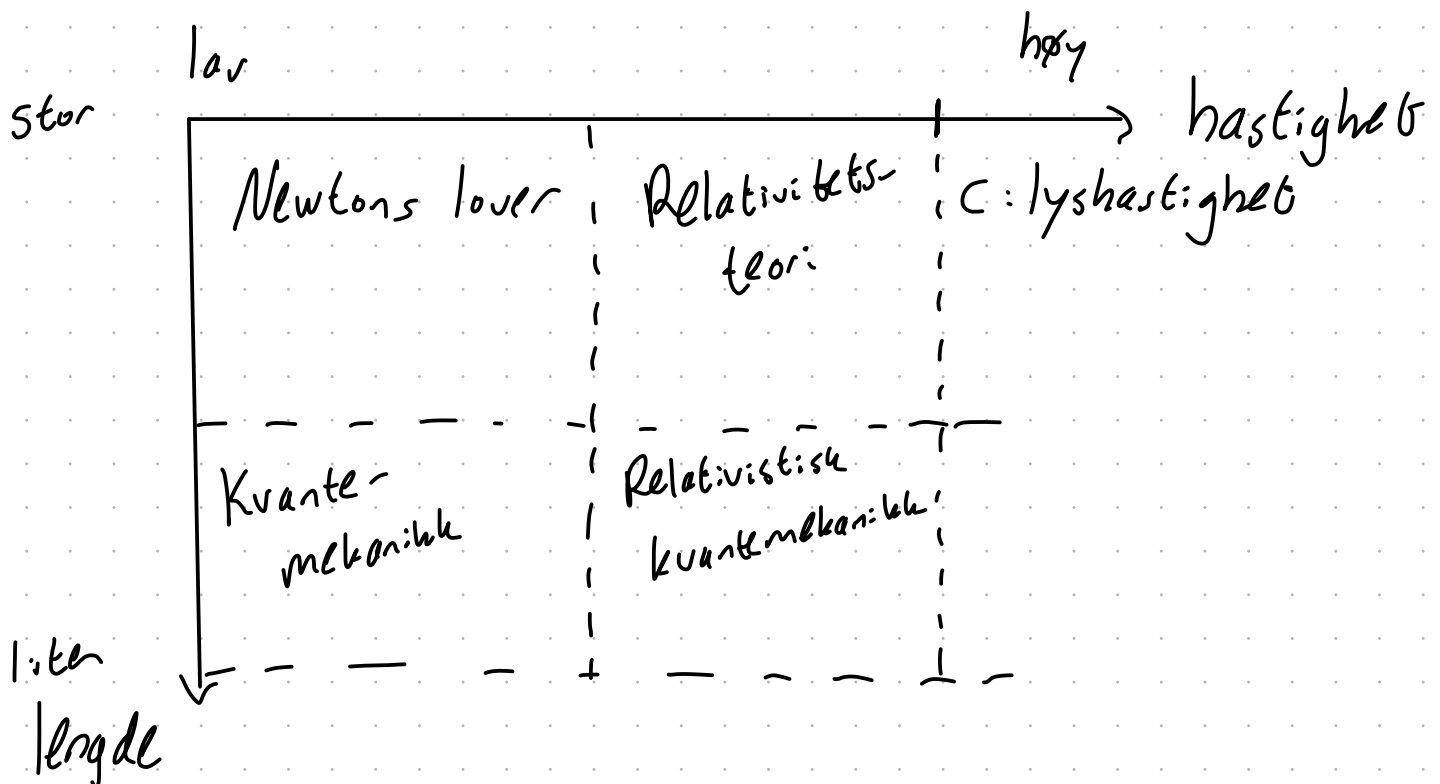 lav
høy
stor
hastighet
Newtons lover
Relativitets-
teori
c: lyshastighet
Kvante-
mekanikk
Relativistisk
kvantemekanikk
liten
lengde